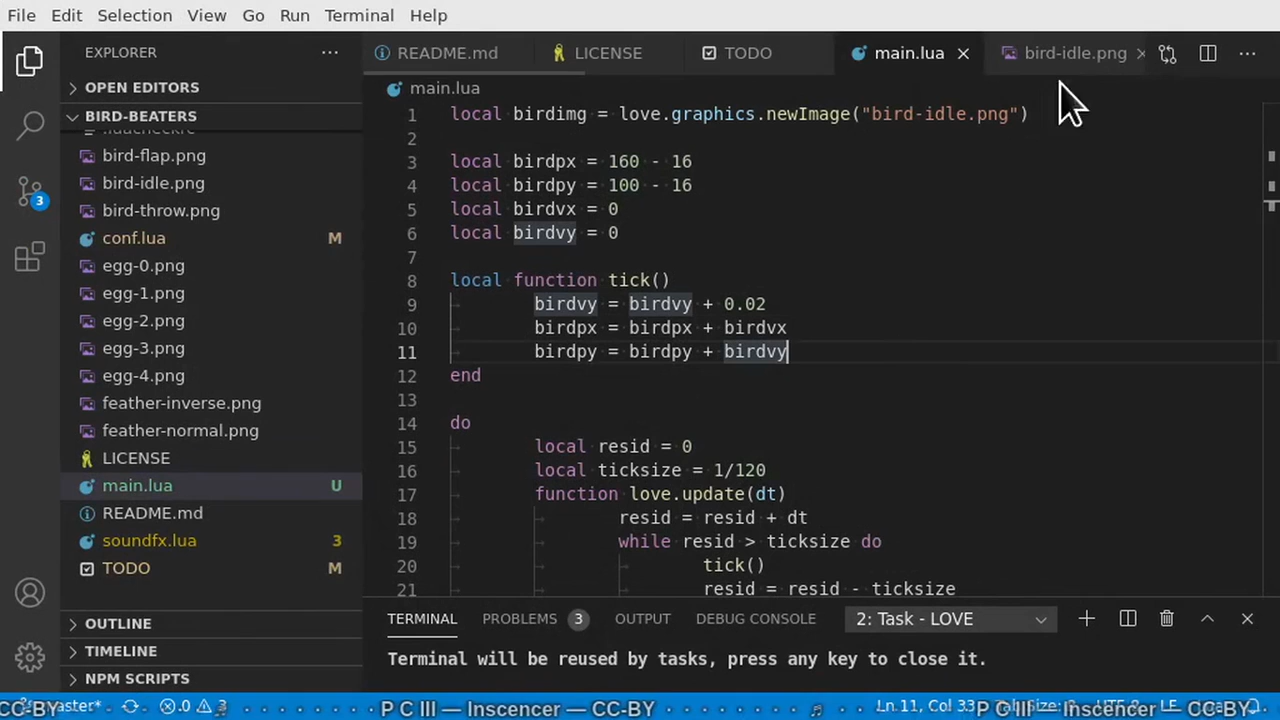 File Edit Selection View Go Run Terminal Help
EXPLORER
README.md LICENSE TODO main.lua bird-idle.png
OPEN EDITORS
main.lua
BIRD-BEATERS
bird-flap.png
bird-idle.png
bird-throw.png
conf.lua M
egg-0.png
egg-1.png
egg-2.png
egg-3.png
egg-4.png
feather-inverse.png
feather-normal.png
LICENSE
main.lua U
README.md
soundfx.lua 3
TODO M
OUTLINE
TIMELINE
NPM SCRIPTS
3
1 local birdimg = love.graphics.newImage("bird-idle.png")
2
3 local birdpx = 160 - 16
4 local birdpy = 100 - 16
5 local birdvx = 0
6 local birdvy = 0
7
8 local function tick()
9 birdvy = birdvy + 0.02
10 birdpx = birdpx + birdvx
11 birdpy = birdpy + birdvy
12 end
13
14 do
15 local resid = 0
16 local ticksize = 1/120
17 function love.update(dt)
18 resid = resid + dt
19 while resid > ticksize do
20 tick()
21 resid = resid - ticksize
TERMINAL PROBLEMS 3 OUTPUT DEBUG CONSOLE 2: Task - LOVE
Terminal will be reused by tasks, press any key to close it.
CC-BY 0 3 P C III — Inscencer — CC-BY Ln 11, Col 33 P C III — Inscencer — CC-BY